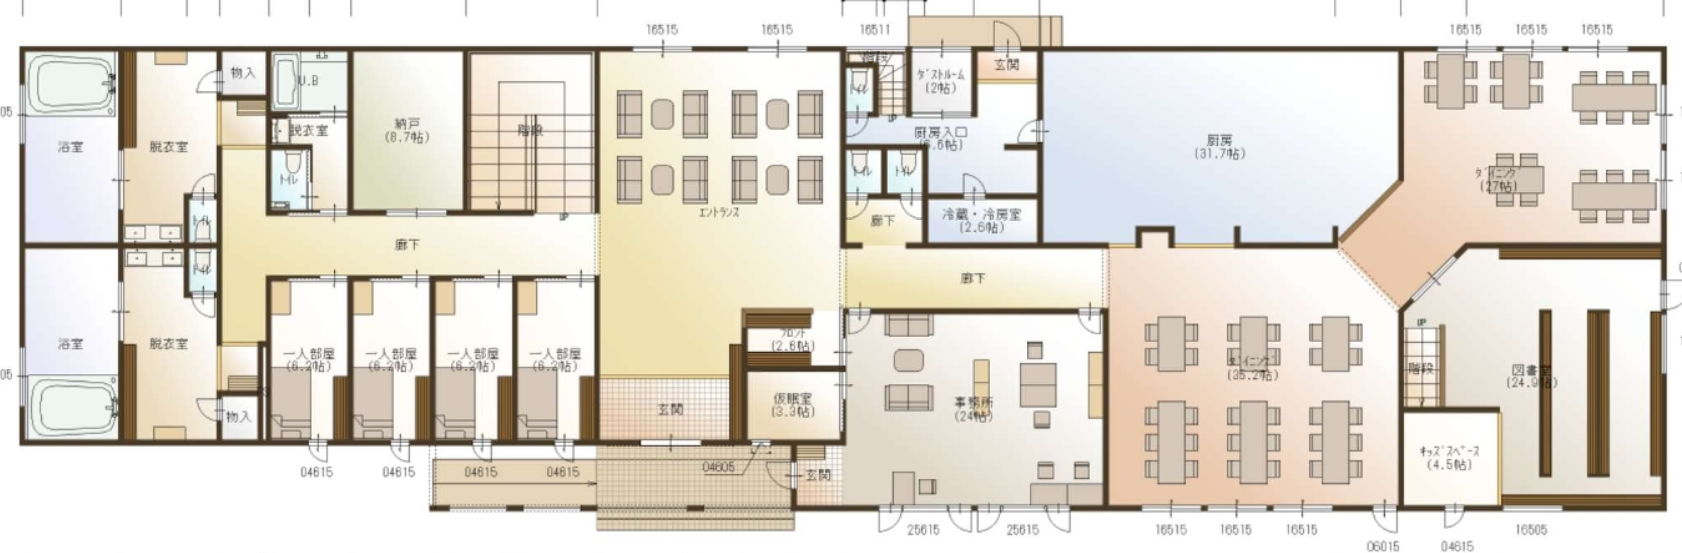 16515
16515
16511
16515
16515
16515
階段
U.B
物入
トイレ
ダストルーム
(2帖)
玄関
05
脱衣室
納戸
(8.7帖)
階段
UP
厨房入口
厨房
(31.7帖)
浴室
脱衣室
トイレ
トイレ
トイレ
ダイニング
(27帖)
トイレ
UP
エントランス
廊下
冷蔵・冷房室
(2.6帖)
廊下
トイレ
廊下
浴室
脱衣室
一人部屋
(6.2帖)
一人部屋
(6.2帖)
一人部屋
(6.2帖)
一人部屋
(6.2帖)
フロント
(2.6帖)
UP
階段
図書室
(24.9帖)
ダイニング
(35.2帖)
05
物入
玄関
仮眠室
(3.3帖)
事務所
(24帖)
キッズスペース
(4.5帖)
04615
04615
04615
04615
04605
玄関
25615
25615
16515
16515
16515
06015
04615
16505